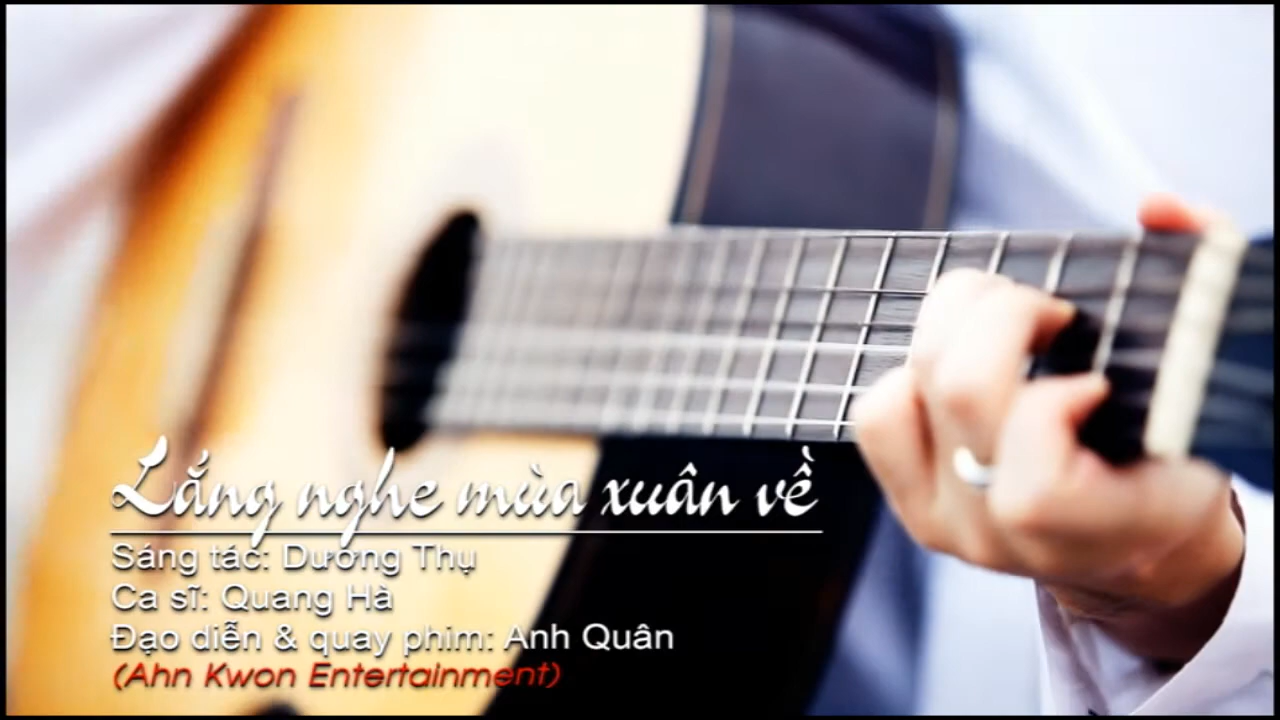 Lắng nghe mùa xuân về
Sáng tác: Dương Thụ
Ca sĩ: Quang Hà
Đạo diễn & quay phim: Anh Quân
(Ahn Kwon Entertainment)